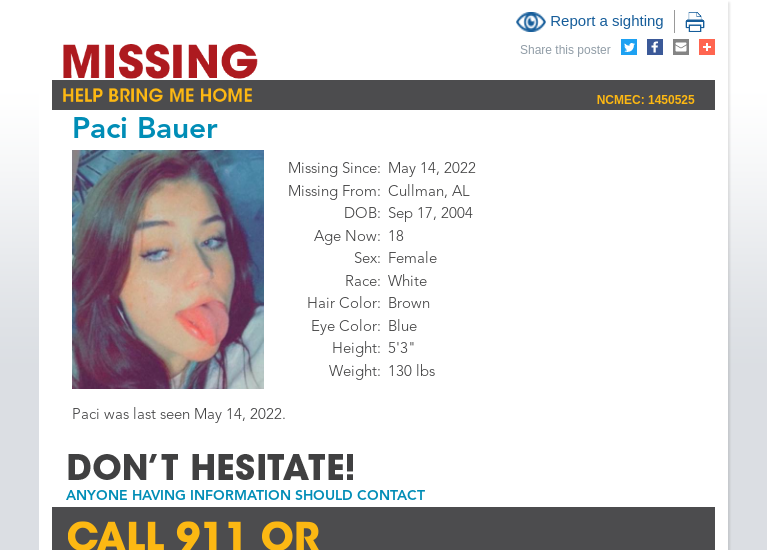 Report a sighting
Share this poster
MISSING
HELP BRING ME HOME
NCMEC: 1450525
Paci Bauer
Missing Since: May 14, 2022
Missing From: Cullman, AL
DOB: Sep 17, 2004
Age Now: 18
Sex: Female
Race: White
Hair Color: Brown
Eye Color: Blue
Height: 5'3"
Weight: 130 lbs
Paci was last seen May 14, 2022.
DON'T HESITATE!
ANYONE HAVING INFORMATION SHOULD CONTACT
CALL 911 OR